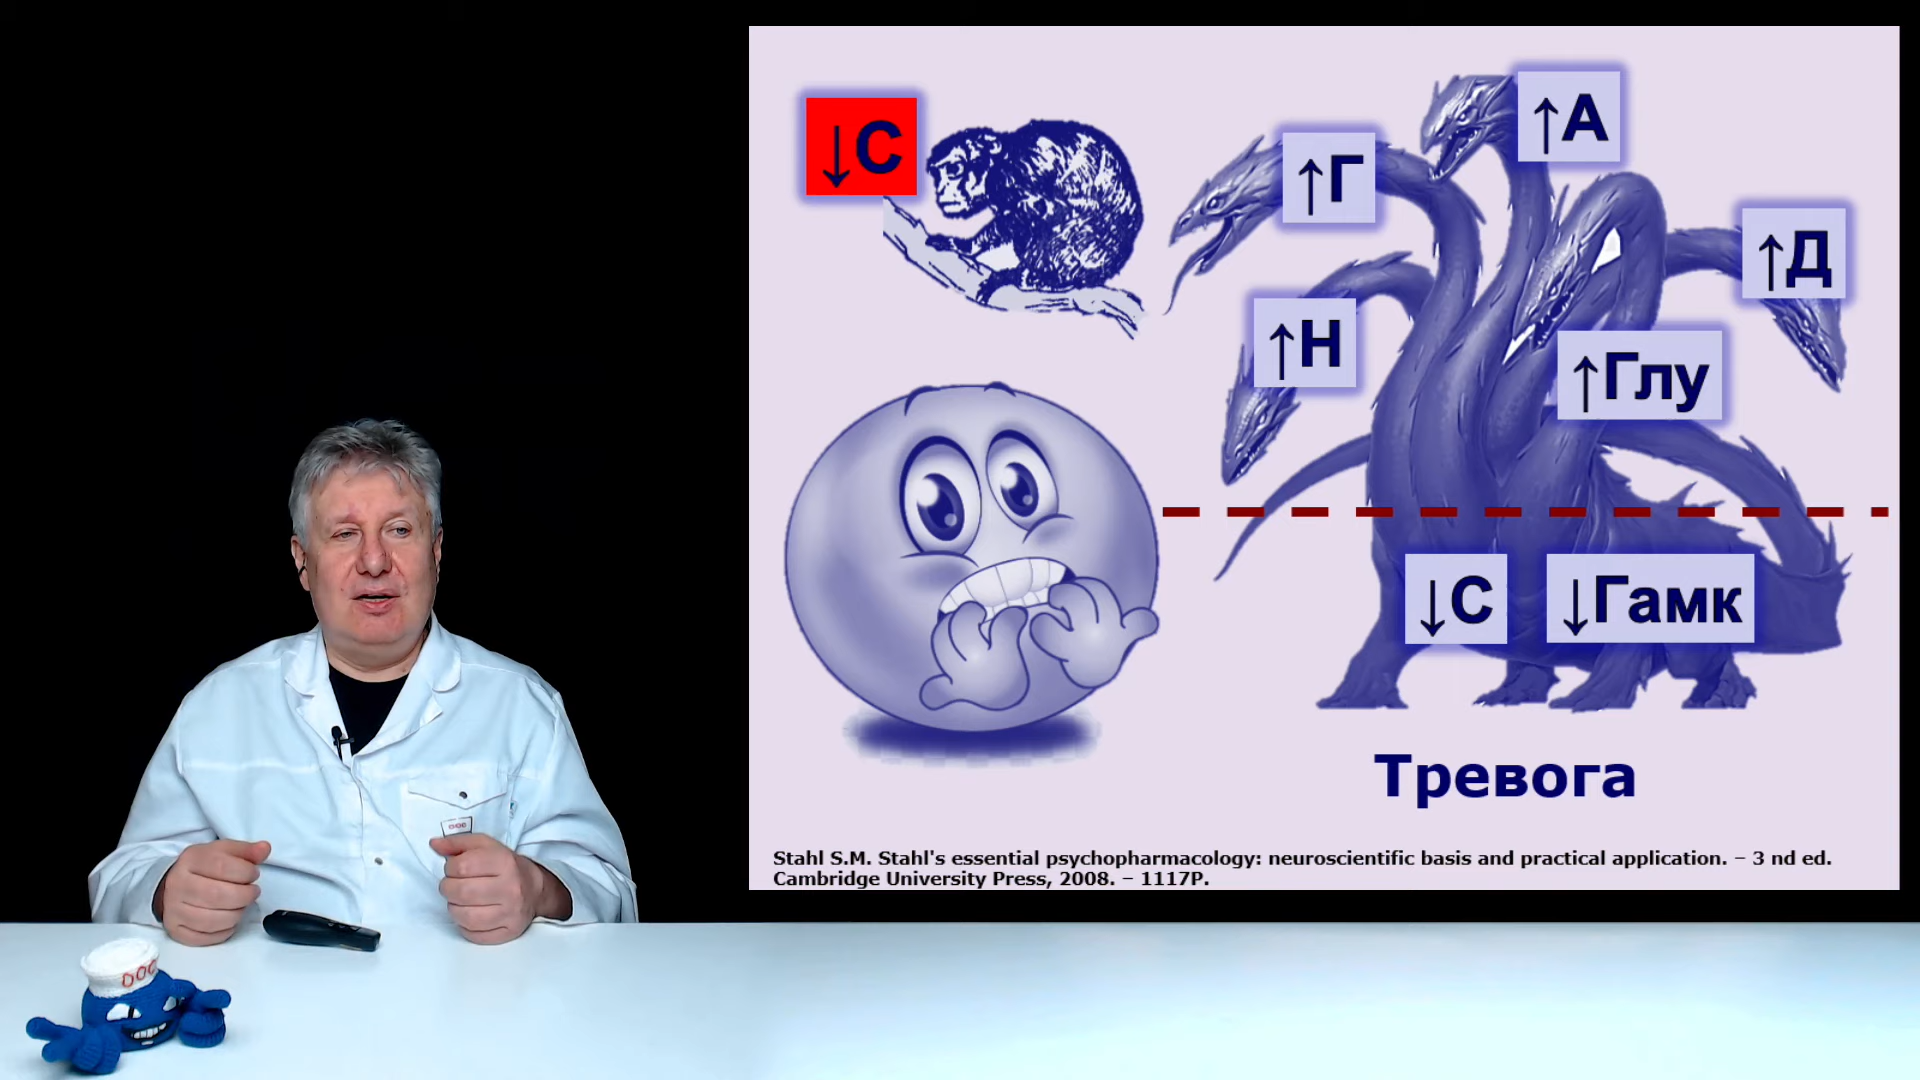 ↓С
↑А
↑Г
↑Д
↑Н
↑Глу
↓С
↓Гамк
Тревога
Stahl S.M. Stahl's essential psychopharmacology: neuroscientific basis and practical application. – 3 nd ed.
Cambridge University Press, 2008. – 1117P.